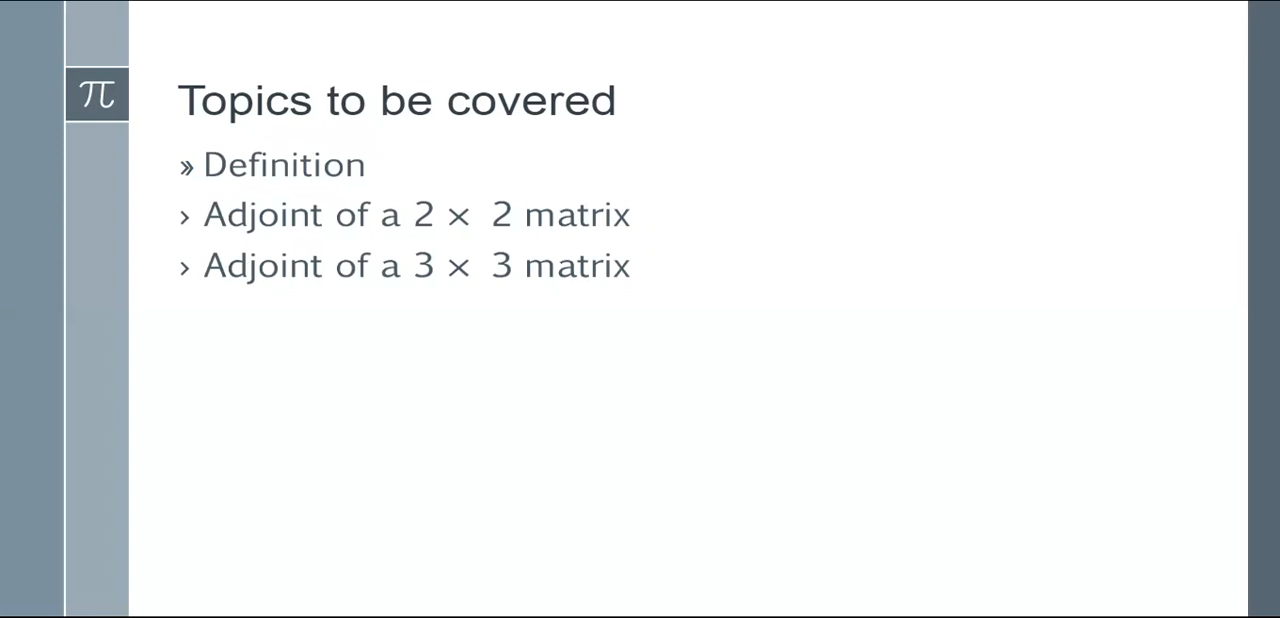 π
Topics to be covered
» Definition
› Adjoint of a 2 × 2 matrix
› Adjoint of a 3 × 3 matrix